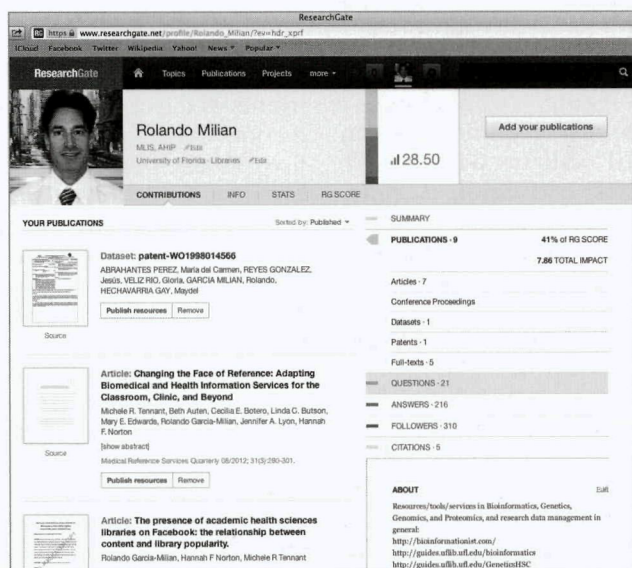 ResearchGate
https www.researchgate.net/profile/Rolando_Milian/?ev=hdr_xprf
iCloud Facebook Twitter Wikipedia Yahoo! News Popular
ResearchGate Topics Publications Projects more
Rolando Milian
MLIS, AHIP Edit
University of Florida · Libraries Edit
28.50
Add your publications
CONTRIBUTIONS INFO STATS RG SCORE
YOUR PUBLICATIONS Sorted by: Published
Dataset: patent-WO1998014566
ABRAHANTES PEREZ, Maria del Carmen, REYES GONZALEZ,
Jesús, VELIZ RIO, Gloria, GARCIA MILIAN, Rolando,
HECHAVARRIA GAY, Maydel
Publish resources Remove
Source
Article: Changing the Face of Reference: Adapting
Biomedical and Health Information Services for the
Classroom, Clinic, and Beyond
Michele R. Tennant, Beth Auten, Cecilia E. Botero, Linda C. Butson,
Mary E. Edwards, Rolando Garcia-Milian, Jennifer A. Lyon, Hannah
F. Norton
[show abstract]
Medical Reference Services Quarterly 08/2012; 31(3):280-301.
Publish resources Remove
Source
Article: The presence of academic health sciences
libraries on Facebook: the relationship between
content and library popularity.
Rolando Garcia-Milian, Hannah F Norton, Michele R Tennant
SUMMARY
PUBLICATIONS · 9 41% of RG SCORE
7.86 TOTAL IMPACT
Articles · 7
Conference Proceedings
Datasets · 1
Patents · 1
Full-texts · 5
QUESTIONS · 21
ANSWERS · 216
FOLLOWERS · 310
CITATIONS · 5
ABOUT Edit
Resources/tools/services in Bioinformatics, Genetics,
Genomics, and Proteomics, and research data management in
general:
http://bioinformationist.com/
http://guides.uflib.ufl.edu/bioinformatics
http://guides.uflib.ufl.edu/GeneticsHSC